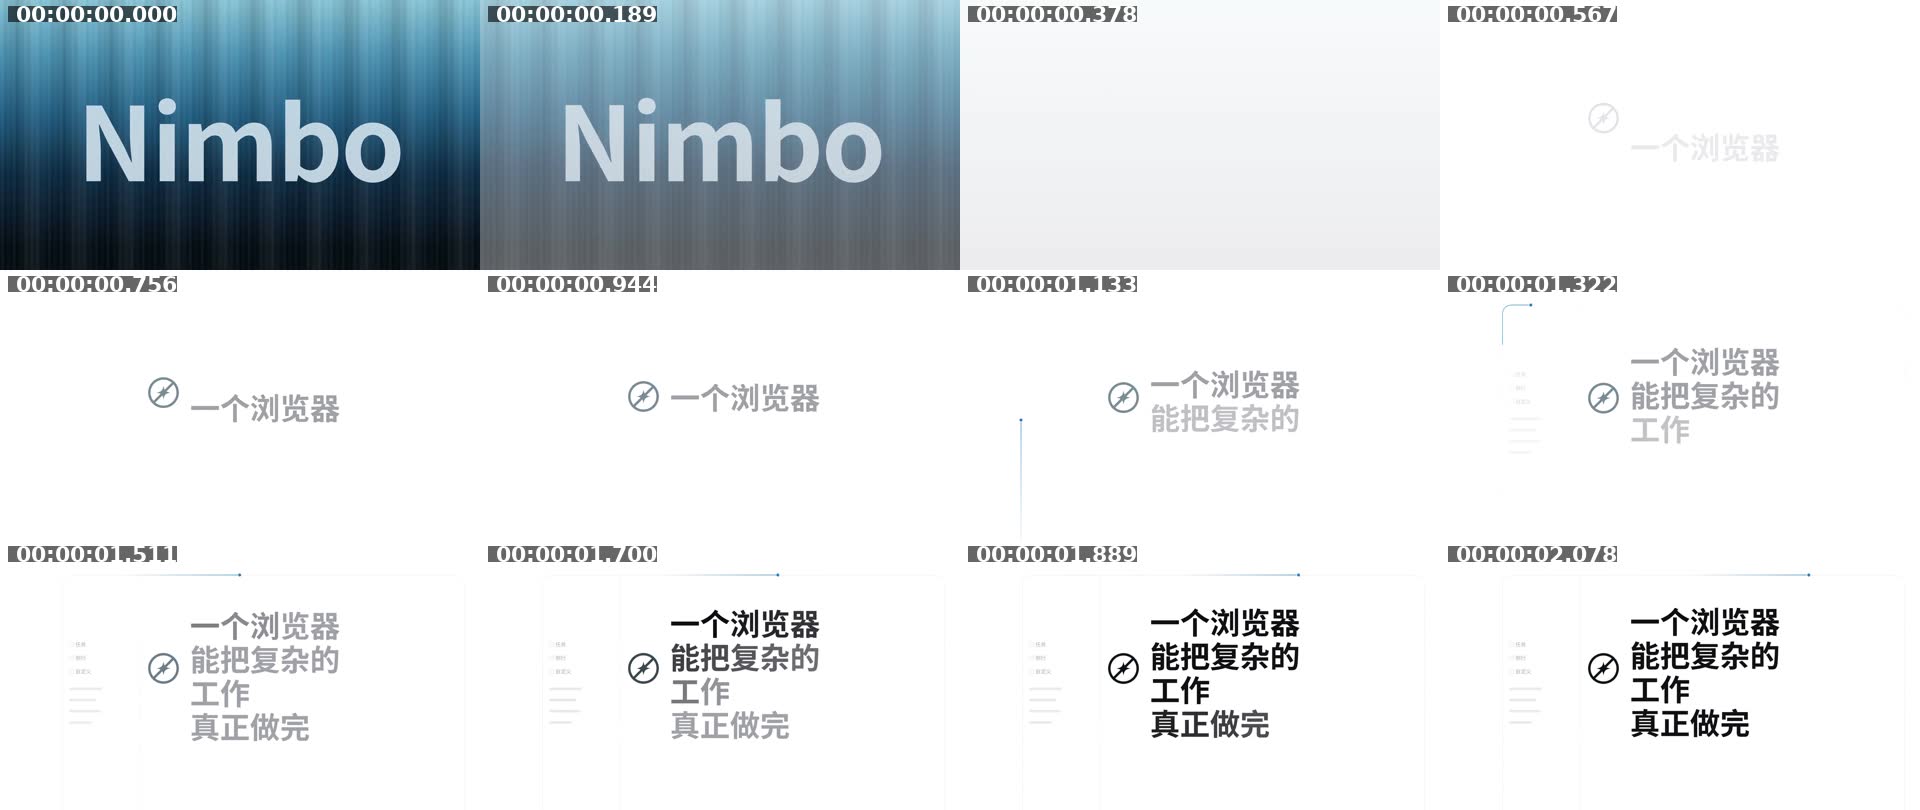 00:00:00.000
00:00:00.189
00:00:00.378
00:00:00.567
Nimbo
Nimbo
一个浏览器
00:00:00.756
00:00:00.944
00:00:01.133
00:00:01.322
一个浏览器
一个浏览器
一个浏览器
能把复杂的
一个浏览器
能把复杂的
工作
00:00:01.511
00:00:01.700
00:00:01.889
00:00:02.078
一个浏览器
能把复杂的
工作
真正做完
一个浏览器
能把复杂的
工作
真正做完
一个浏览器
能把复杂的
工作
真正做完
一个浏览器
能把复杂的
工作
真正做完